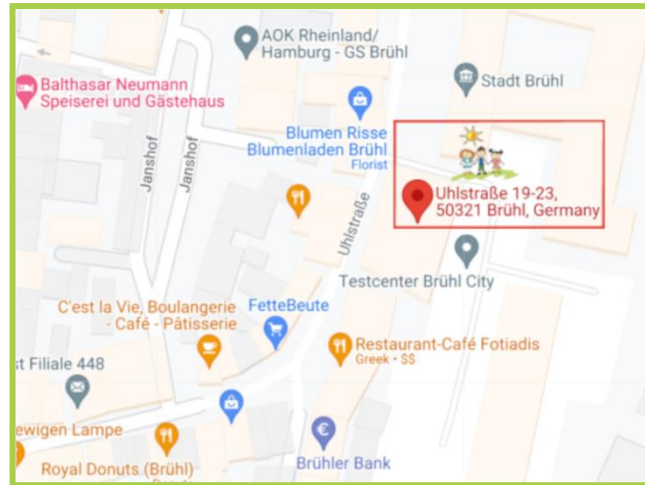 AOK Rheinland/
Hamburg - GS Brühl
Stadt Brühl
Balthasar Neumann
Speiserei und Gästehaus
Blumen Risse
Blumenladen Brühl
Florist
Janshof
Janshof
Uhlstraße 19-23,
50321 Brühl, Germany
Uhlstraße
Testcenter Brühl City
C'est la Vie, Boulangerie
- Café - Pâtisserie
FetteBeute
Restaurant-Café Fotiadis
Greek • $$
st Filiale 448
ewigen Lampe
Royal Donuts (Brühl)
Brühler Bank